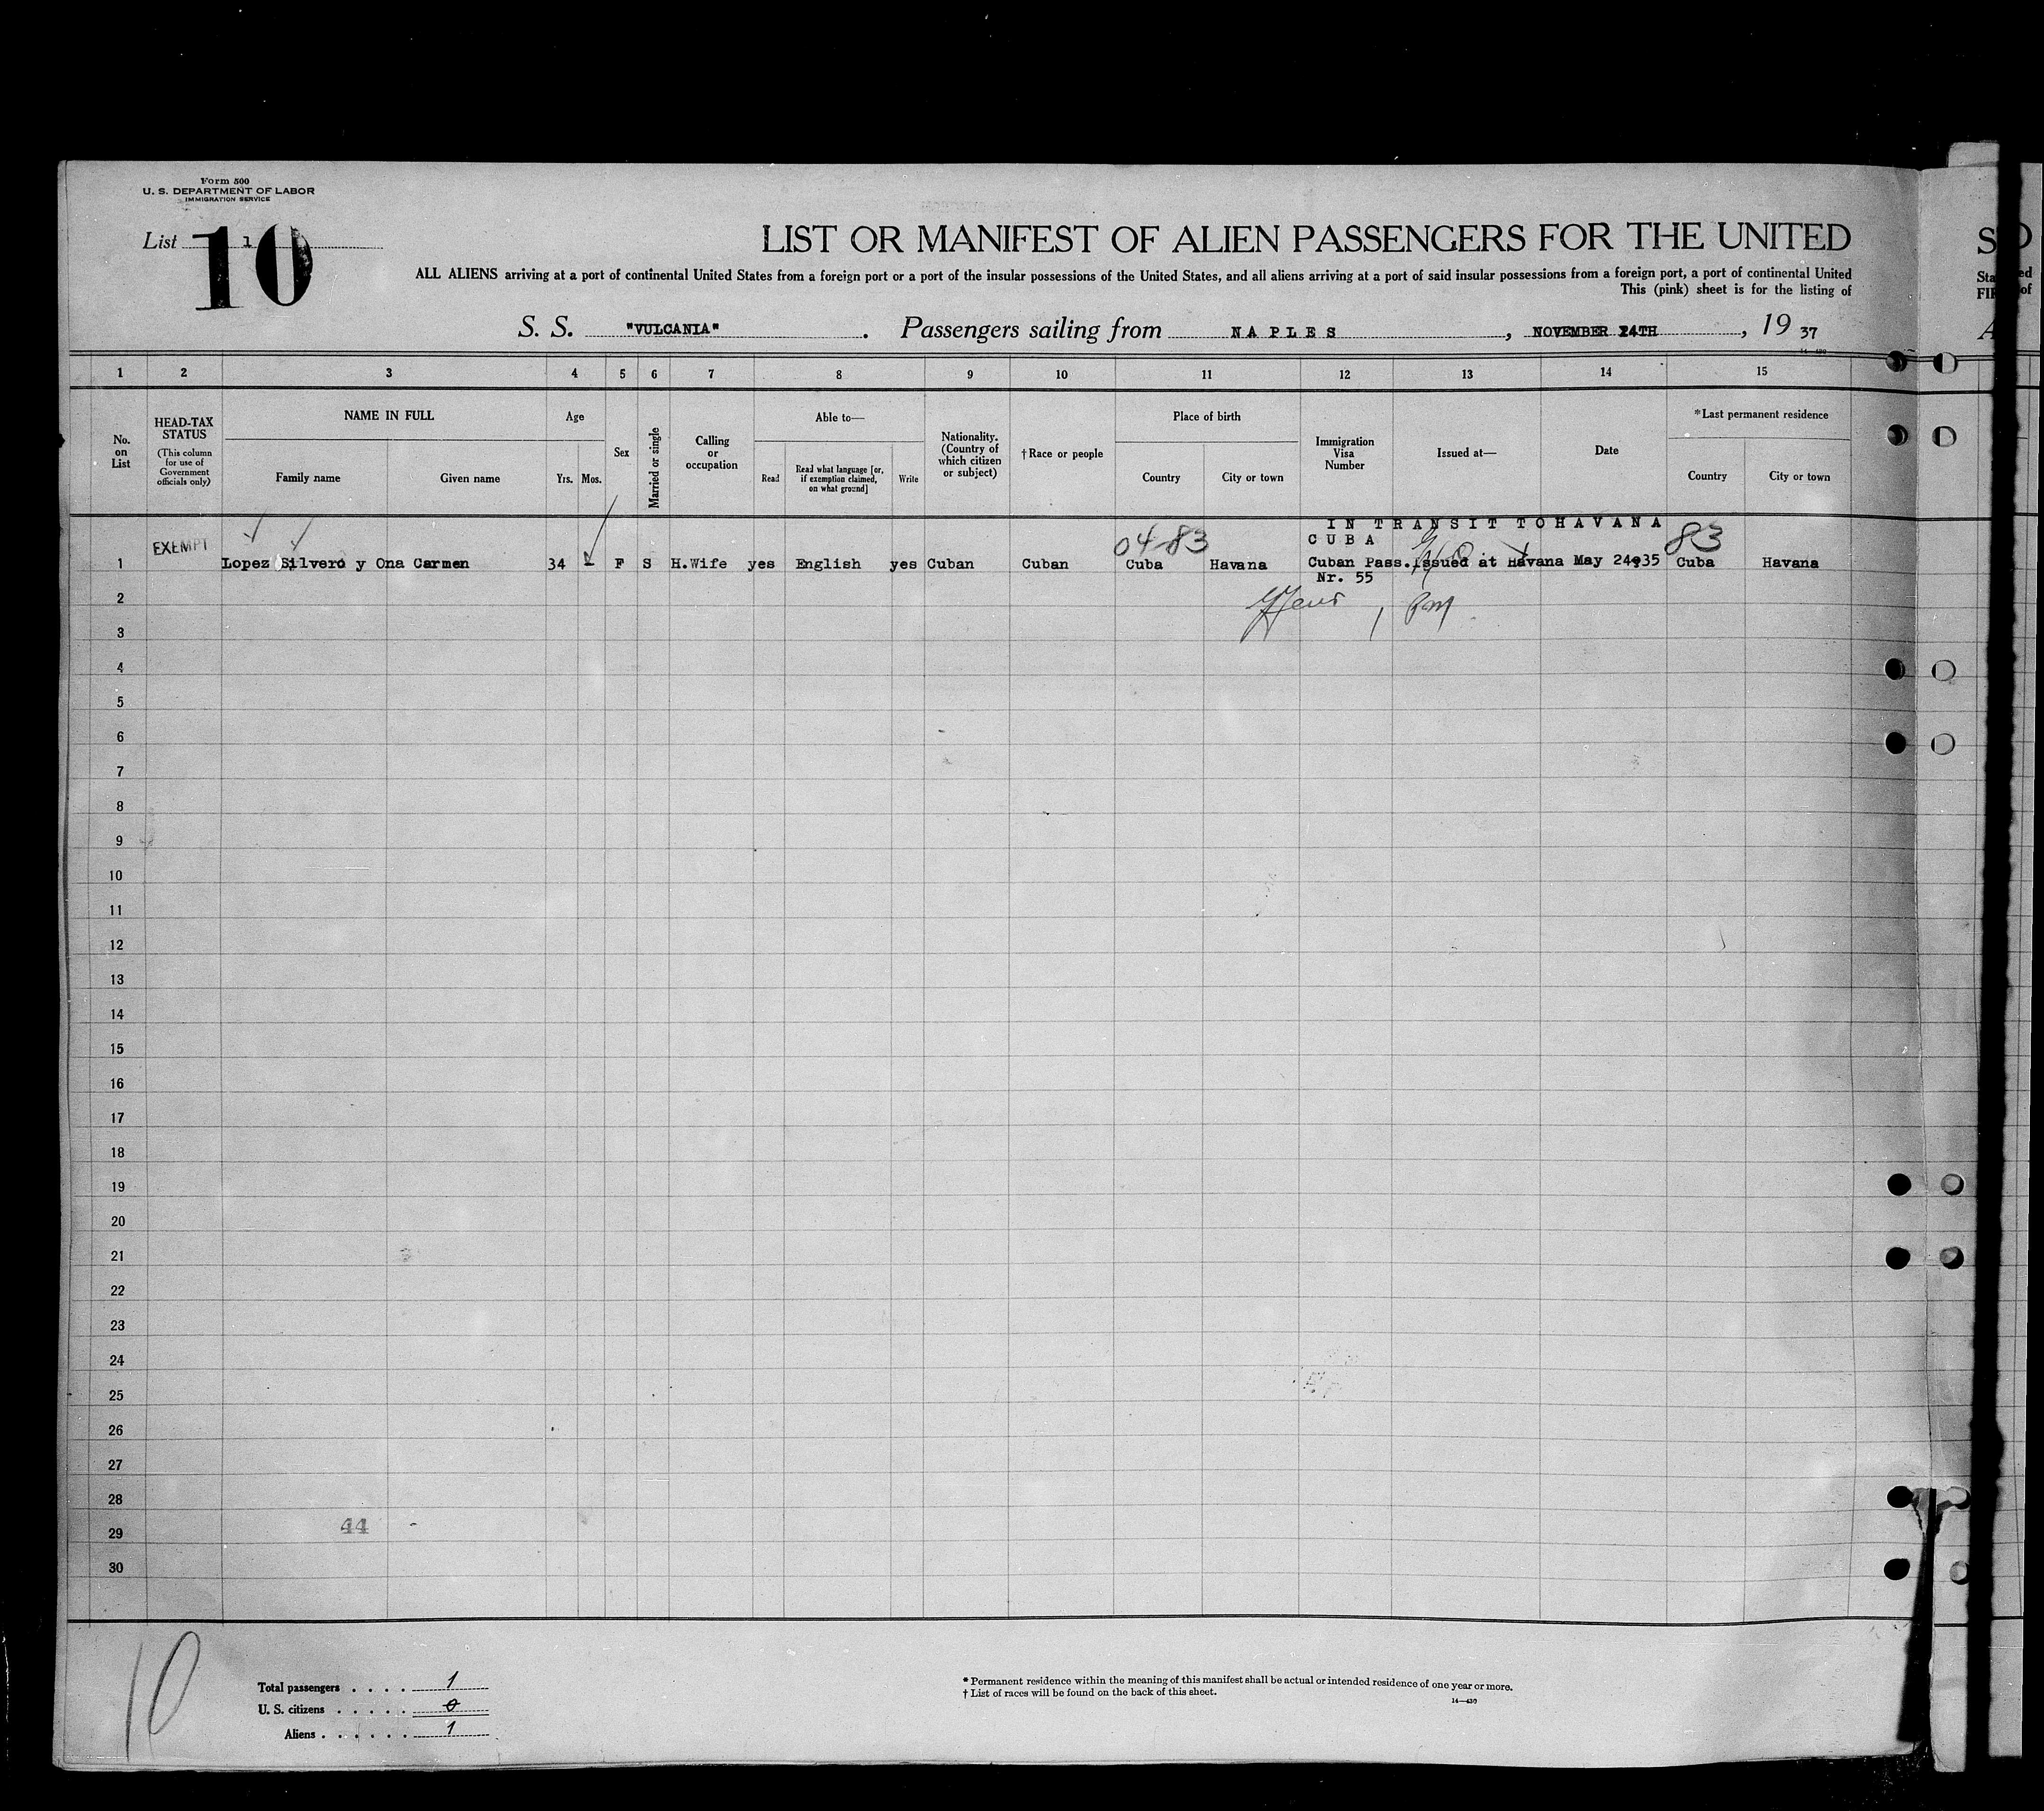 Form 500
U. S. DEPARTMENT OF LABOR
IMMIGRATION SERVICE
List 1
10
LIST OR MANIFEST OF ALIEN PASSENGERS FOR THE UNITED
ALL ALIENS arriving at a port of continental United States from a foreign port or a port of the insular possessions of the United States, and all aliens arriving at a port of said insular possessions from a foreign port, a port of continental United
This (pink) sheet is for the listing of
S. S. "VULCANIA". Passengers sailing from NAPLES, NOVEMBER 24TH, 19 37
1 2 3 4 5 6 7 8 9 10 11 12 13 14 15
No. on List
HEAD-TAX STATUS
(This column for use of Government officials only)
NAME IN FULL
Family name Given name
Age
Yrs. Mos.
Sex
Married or single
Calling or occupation
Able to—
Read
Read what language [or, if exemption claimed, on what ground]
Write
Nationality. (Country of which citizen or subject)
†Race or people
Place of birth
Country City or town
Immigration Visa Number
Issued at—
Date
*Last permanent residence
Country City or town
IN TRANSIT TO HAVANA
CUBA
EXEMPT
04-83
83
1 Lopez Silvero y Ona Carmen 34 F S H.Wife yes English yes Cuban Cuban Cuba Havana Cuban Pass. issued at Havana May 24 35 Cuba Havana
Nr. 55
2
3
4
5
6
7
8
9
10
11
12
13
14
15
16
17
18
19
20
21
22
23
24
25
26
27
28
29
30
44
10
Total passengers . . . . 1
U. S. citizens . . . . . 0
Aliens . . . . . . 1
* Permanent residence within the meaning of this manifest shall be actual or intended residence of one year or more.
† List of races will be found on the back of this sheet.
14—430